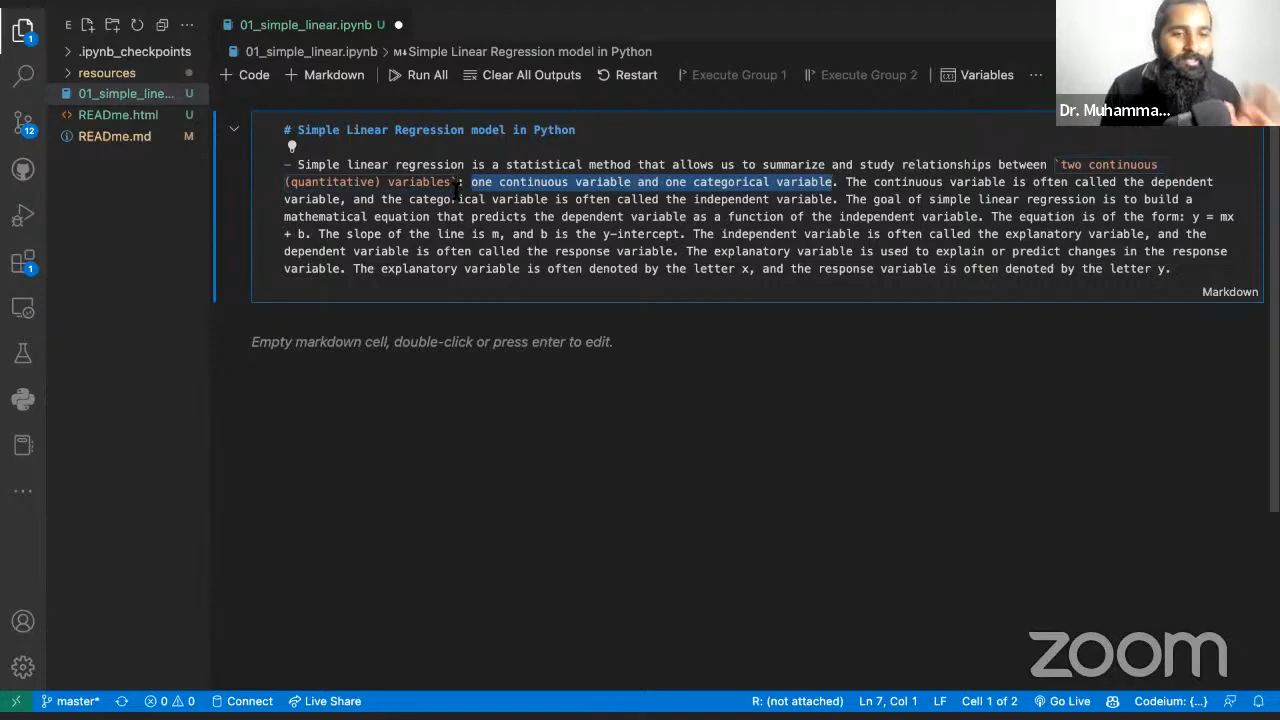 E
01_simple_linear.ipynb U
.ipynb_checkpoints
resources
01_simple_line... U
READme.html U
READme.md M
01_simple_linear.ipynb > M↓Simple Linear Regression model in Python
+ Code + Markdown Run All Clear All Outputs Restart Execute Group 1 Execute Group 2 Variables ...
# Simple Linear Regression model in Python
- Simple linear regression is a statistical method that allows us to summarize and study relationships between `two continuous
(quantitative) variables`: one continuous variable and one categorical variable. The continuous variable is often called the dependent
variable, and the categorical variable is often called the independent variable. The goal of simple linear regression is to build a
mathematical equation that predicts the dependent variable as a function of the independent variable. The equation is of the form: y = mx
+ b. The slope of the line is m, and b is the y-intercept. The independent variable is often called the explanatory variable, and the
dependent variable is often called the response variable. The explanatory variable is used to explain or predict changes in the response
variable. The explanatory variable is often denoted by the letter x, and the response variable is often denoted by the letter y.
Markdown
Empty markdown cell, double-click or press enter to edit.
Dr. Muhamma...
1
12
1
zoom
master* 0 0 Connect Live Share R: (not attached) Ln 7, Col 1 LF Cell 1 of 2 Go Live Codeium: {...}